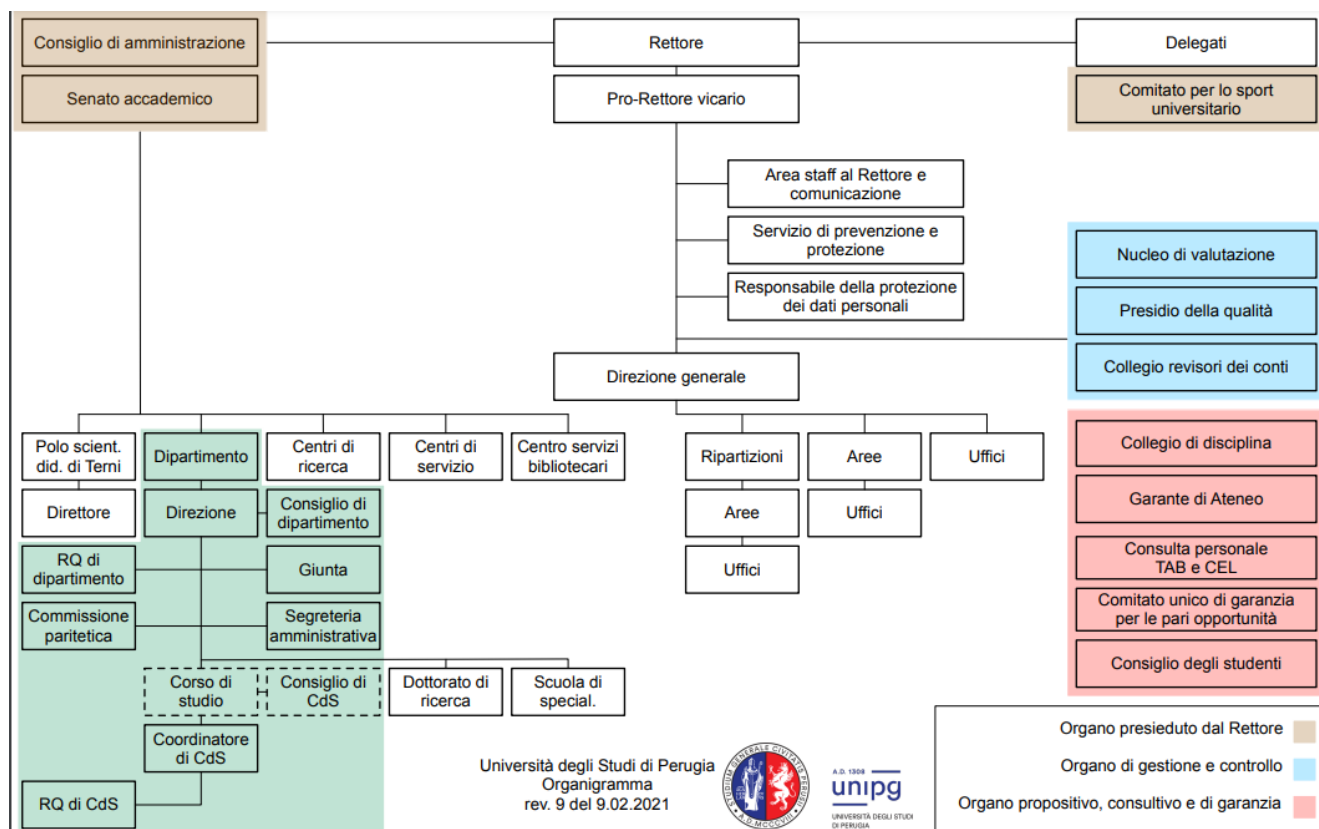 Consiglio di amministrazione
Rettore
Delegati
Senato accademico
Pro-Rettore vicario
Comitato per lo sport
universitario
Area staff al Rettore e
comunicazione
Servizio di prevenzione e
protezione
Responsabile della protezione
dei dati personali
Nucleo di valutazione
Presidio della qualità
Collegio revisori dei conti
Direzione generale
Polo scient.
did. di Terni
Dipartimento
Centri di
ricerca
Centri di
servizio
Centro servizi
bibliotecari
Ripartizioni
Aree
Uffici
Collegio di disciplina
Direttore
Direzione
Consiglio di
dipartimento
Aree
Uffici
Garante di Ateneo
RQ di
dipartimento
Giunta
Uffici
Consulta personale
TAB e CEL
Commissione
paritetica
Segreteria
amministrativa
Comitato unico di garanzia
per le pari opportunità
Corso di
studio
Consiglio di
CdS
Dottorato di
ricerca
Scuola di
special.
Consiglio degli studenti
Coordinatore
di CdS
RQ di CdS
Università degli Studi di Perugia
Organigramma
rev. 9 del 9.02.2021
STUDIUM GENERALE CIVITATIS PERUSII
A.D. MCCCVIII
A.D. 1308
unipg
UNIVERSITÀ DEGLI STUDI
DI PERUGIA
Organo presieduto dal Rettore
Organo di gestione e controllo
Organo propositivo, consultivo e di garanzia